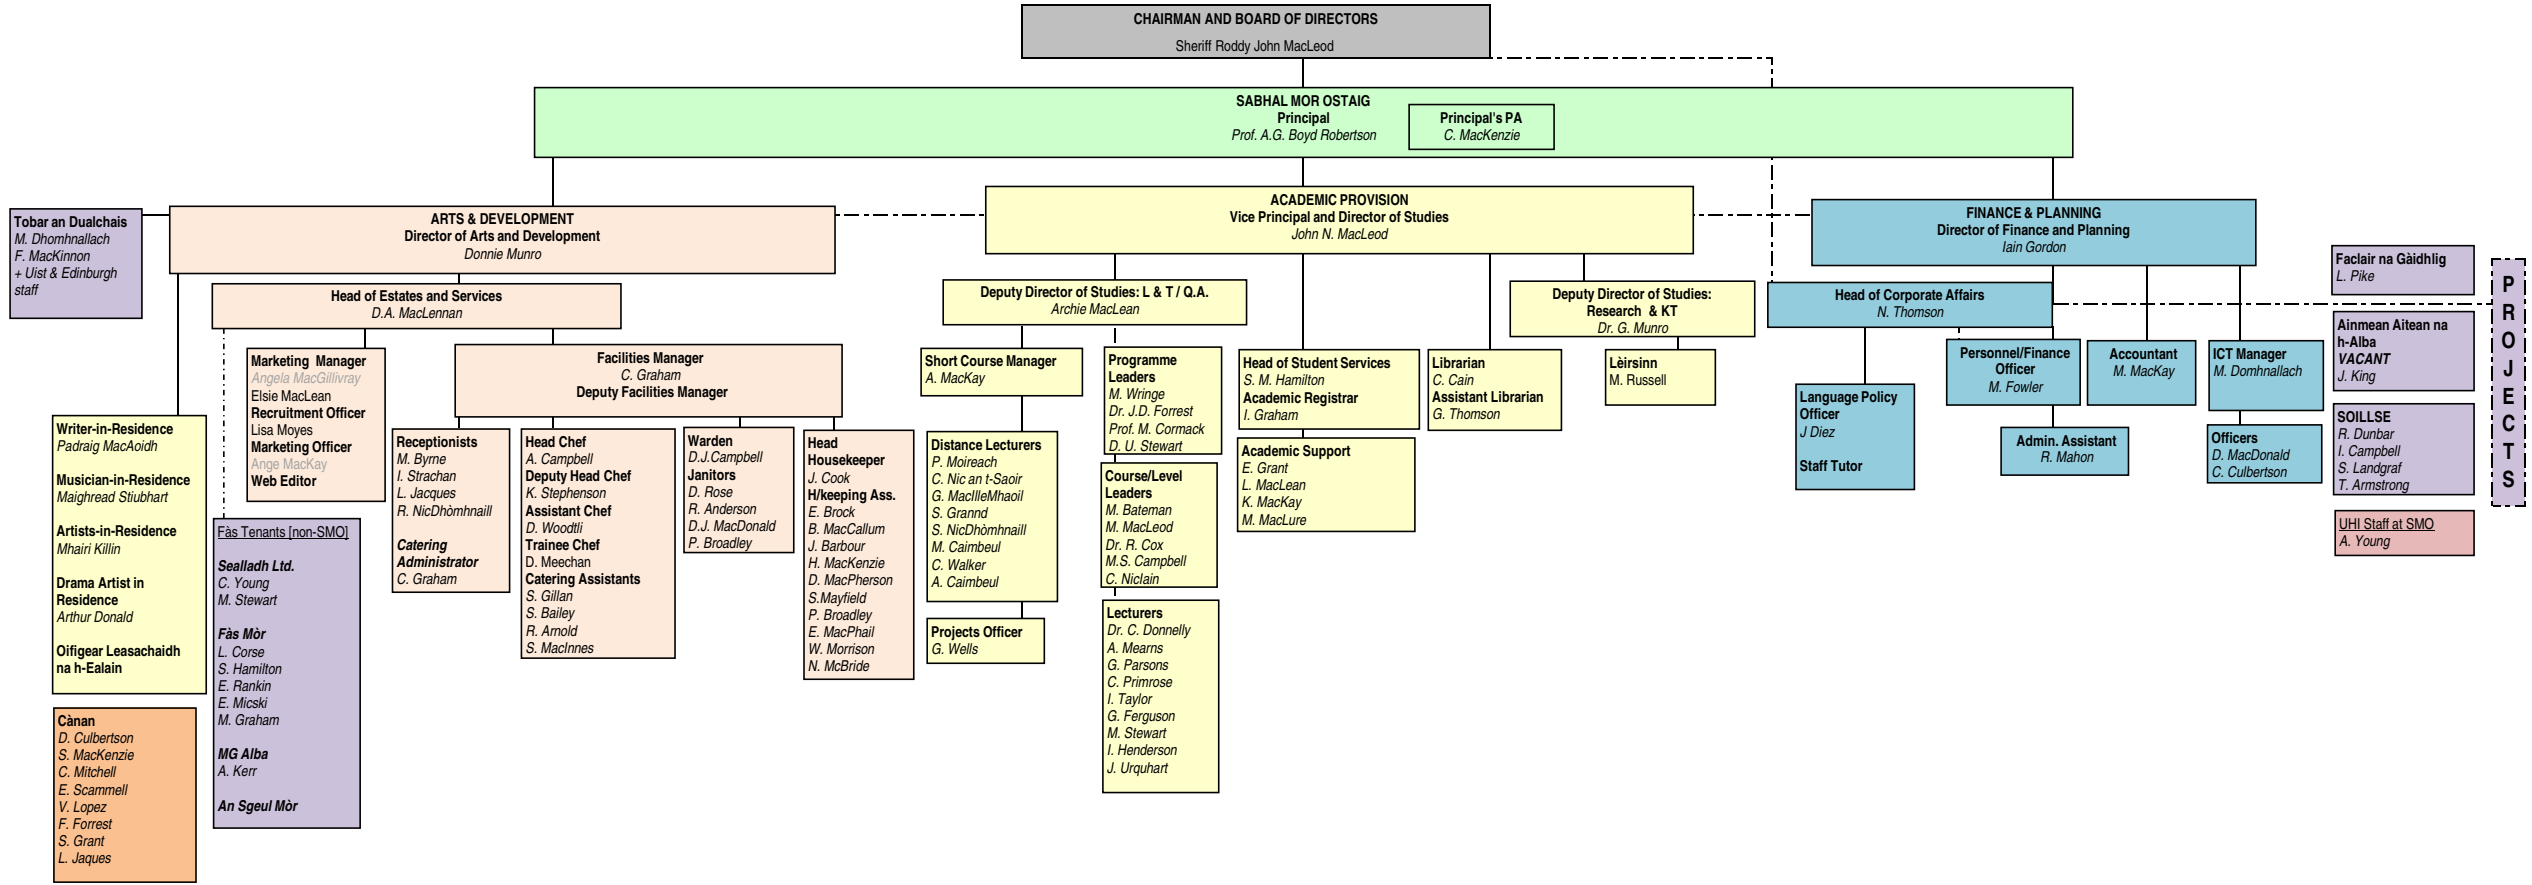 CHAIRMAN AND BOARD OF DIRECTORS
Sheriff Roddy John MacLeod
SABHAL MOR OSTAIG
Principal
Prof. A.G. Boyd Robertson
Principal's PA
C. MacKenzie
Tobar an Dualchais
M. Dhomhnallach
F. MacKinnon
+ Uist & Edinburgh
staff
ARTS & DEVELOPMENT
Director of Arts and Development
Donnie Munro
ACADEMIC PROVISION
Vice Principal and Director of Studies
John N. MacLeod
FINANCE & PLANNING
Director of Finance and Planning
Iain Gordon
Head of Estates and Services
D.A. MacLennan
Marketing  Manager
Angela MacGillivray
Elsie MacLean
Recruitment Officer
Lisa Moyes
Marketing Officer
Ange MacKay
Web Editor
Facilities Manager
C. Graham
Deputy Facilities Manager
Writer-in-Residence
Padraig MacAoidh
Musician-in-Residence
Maighread Stiubhart
Artists-in-Residence
Mhairi Killin
Drama Artist in
Residence
Arthur Donald
Oifigear Leasachaidh
na h-Ealain
Cànan
D. Culbertson
S. MacKenzie
C. Mitchell
E. Scammell
V. Lopez
F. Forrest
S. Grant
L. Jaques
Fàs Tenants [non-SMO]
Sealladh Ltd.
C. Young
M. Stewart
Fàs Mòr
L. Corse
S. Hamilton
E. Rankin
E. Micski
M. Graham
MG Alba
A. Kerr
An Sgeul Mòr
Receptionists
M. Byrne
I. Strachan
L. Jacques
R. NicDhòmhnaill
Catering
Administrator
C. Graham
Head Chef
A. Campbell
Deputy Head Chef
K. Stephenson
Assistant Chef
D. Woodtli
Trainee Chef
D. Meechan
Catering Assistants
S. Gillan
S. Bailey
R. Arnold
S. MacInnes
Warden
D.J.Campbell
Janitors
D. Rose
R. Anderson
D.J. MacDonald
P. Broadley
Head
Housekeeper
J. Cook
H/keeping Ass.
E. Brock
B. MacCallum
J. Barbour
H. MacKenzie
D. MacPherson
S.Mayfield
P. Broadley
E. MacPhail
W. Morrison
N. McBride
Deputy Director of Studies: L & T / Q.A.
Archie MacLean
Short Course Manager
A. MacKay
Distance Lecturers
P. Moireach
C. Nic an t-Saoir
G. MacIlleMhaoil
S. Grannd
S. NicDhòmhnaill
M. Caimbeul
C. Walker
A. Caimbeul
Projects Officer
G. Wells
Programme
Leaders
M. Wringe
Dr. J.D. Forrest
Prof. M. Cormack
D. U. Stewart
Course/Level
Leaders
M. Bateman
M. MacLeod
Dr. R. Cox
M.S. Campbell
C. NicIain
Lecturers
Dr. C. Donnelly
A. Mearns
G. Parsons
C. Primrose
I. Taylor
G. Ferguson
M. Stewart
I. Henderson
J. Urquhart
Head of Student Services
S. M. Hamilton
Academic Registrar
I. Graham
Academic Support
E. Grant
L. MacLean
K. MacKay
M. MacLure
Librarian
C. Cain
Assistant Librarian
G. Thomson
Deputy Director of Studies:
Research  & KT
Dr. G. Munro
Lèirsinn
M. Russell
Head of Corporate Affairs
N. Thomson
Language Policy
Officer
J Diez
Staff Tutor
Personnel/Finance
Officer
M. Fowler
Admin. Assistant
R. Mahon
Accountant
M. MacKay
ICT Manager
M. Domhnallach
Officers
D. MacDonald
C. Culbertson
Faclair na Gàidhlig
L. Pike
Ainmean Aitean na
h-Alba
VACANT
J. King
SOILLSE
R. Dunbar
I. Campbell
S. Landgraf
T. Armstrong
UHI Staff at SMO
A. Young
PROJECTS